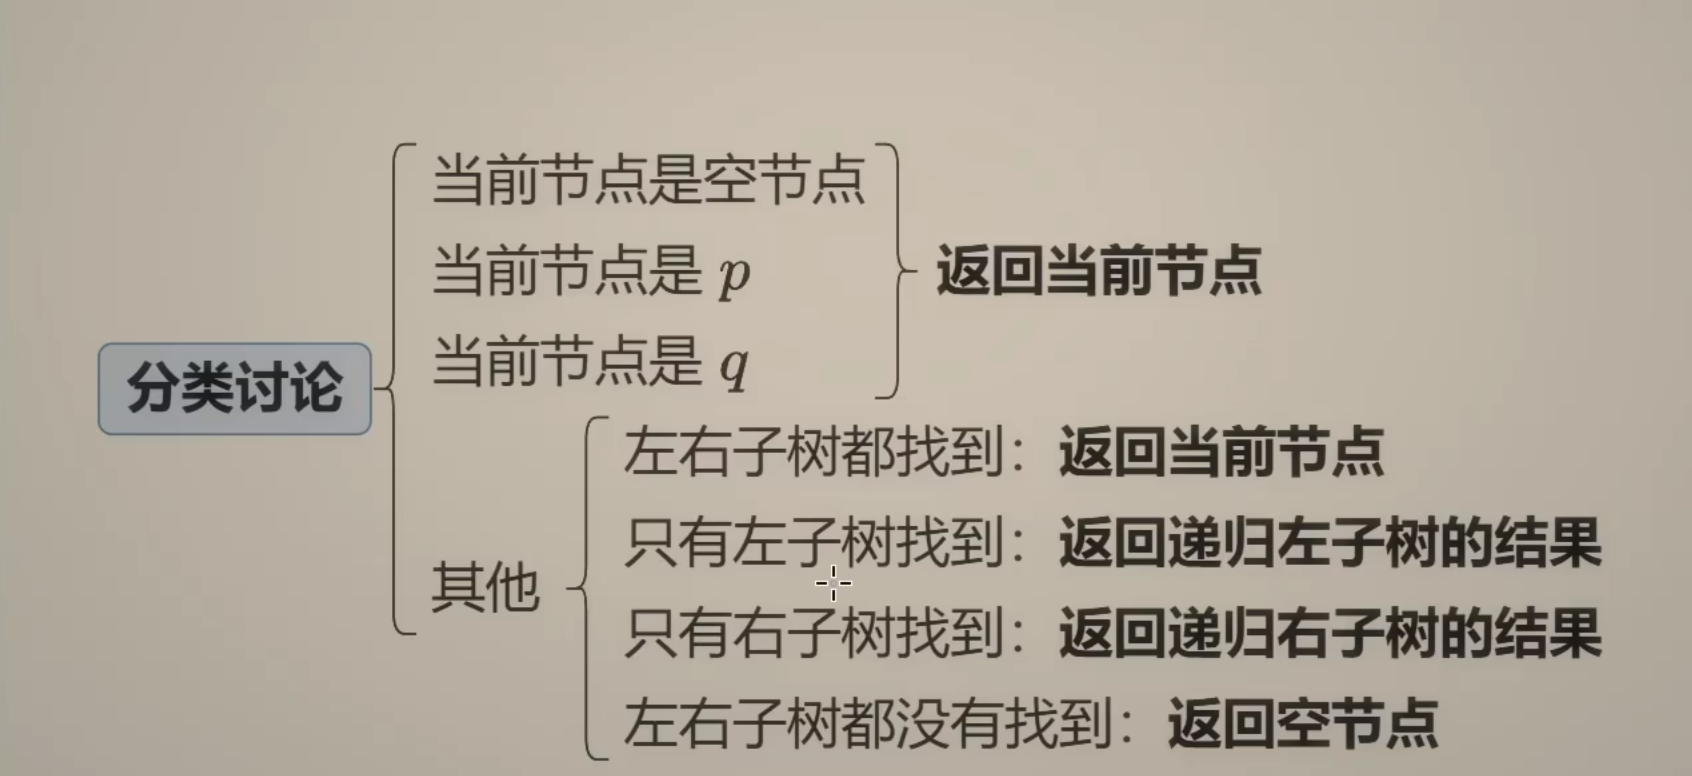 当前节点是空节点
当前节点是 p
返回当前节点
当前节点是 q
分类讨论
左右子树都找到：返回当前节点
只有左子树找到：返回递归左子树的结果
其他
只有右子树找到：返回递归右子树的结果
左右子树都没有找到：返回空节点